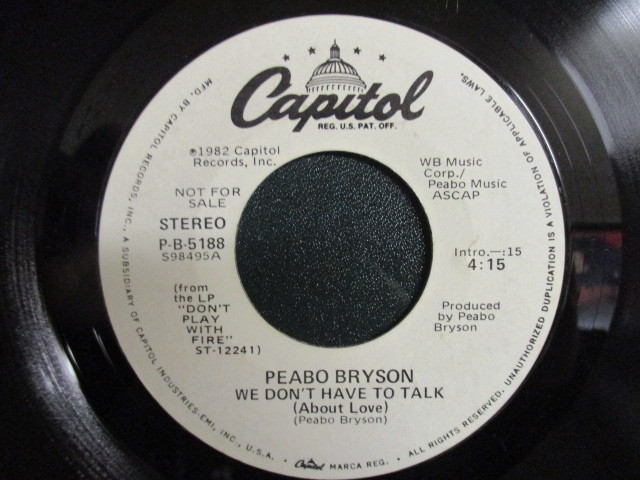 Capitol
REG. U.S. PAT. OFF.
℗1982 Capitol
Records, Inc.
NOT FOR
SALE
STEREO
P-B-5188
S98495A
(from
the LP
"DON'T
PLAY
WITH
FIRE"
ST-12241)
WB Music
Corp./
Peabo Music
ASCAP
Intro.—:15
4:15
Produced
by Peabo
Bryson
PEABO BRYSON
WE DON'T HAVE TO TALK
(About Love)
(Peabo Bryson)
MFD. BY CAPITOL RECORDS, INC., A SUBSIDIARY OF CAPITOL INDUSTRIES-EMI, INC., U.S.A. • Capitol MARCA REG. • ALL RIGHTS RESERVED. UNAUTHORIZED DUPLICATION IS A VIOLATION OF APPLICABLE LAWS.